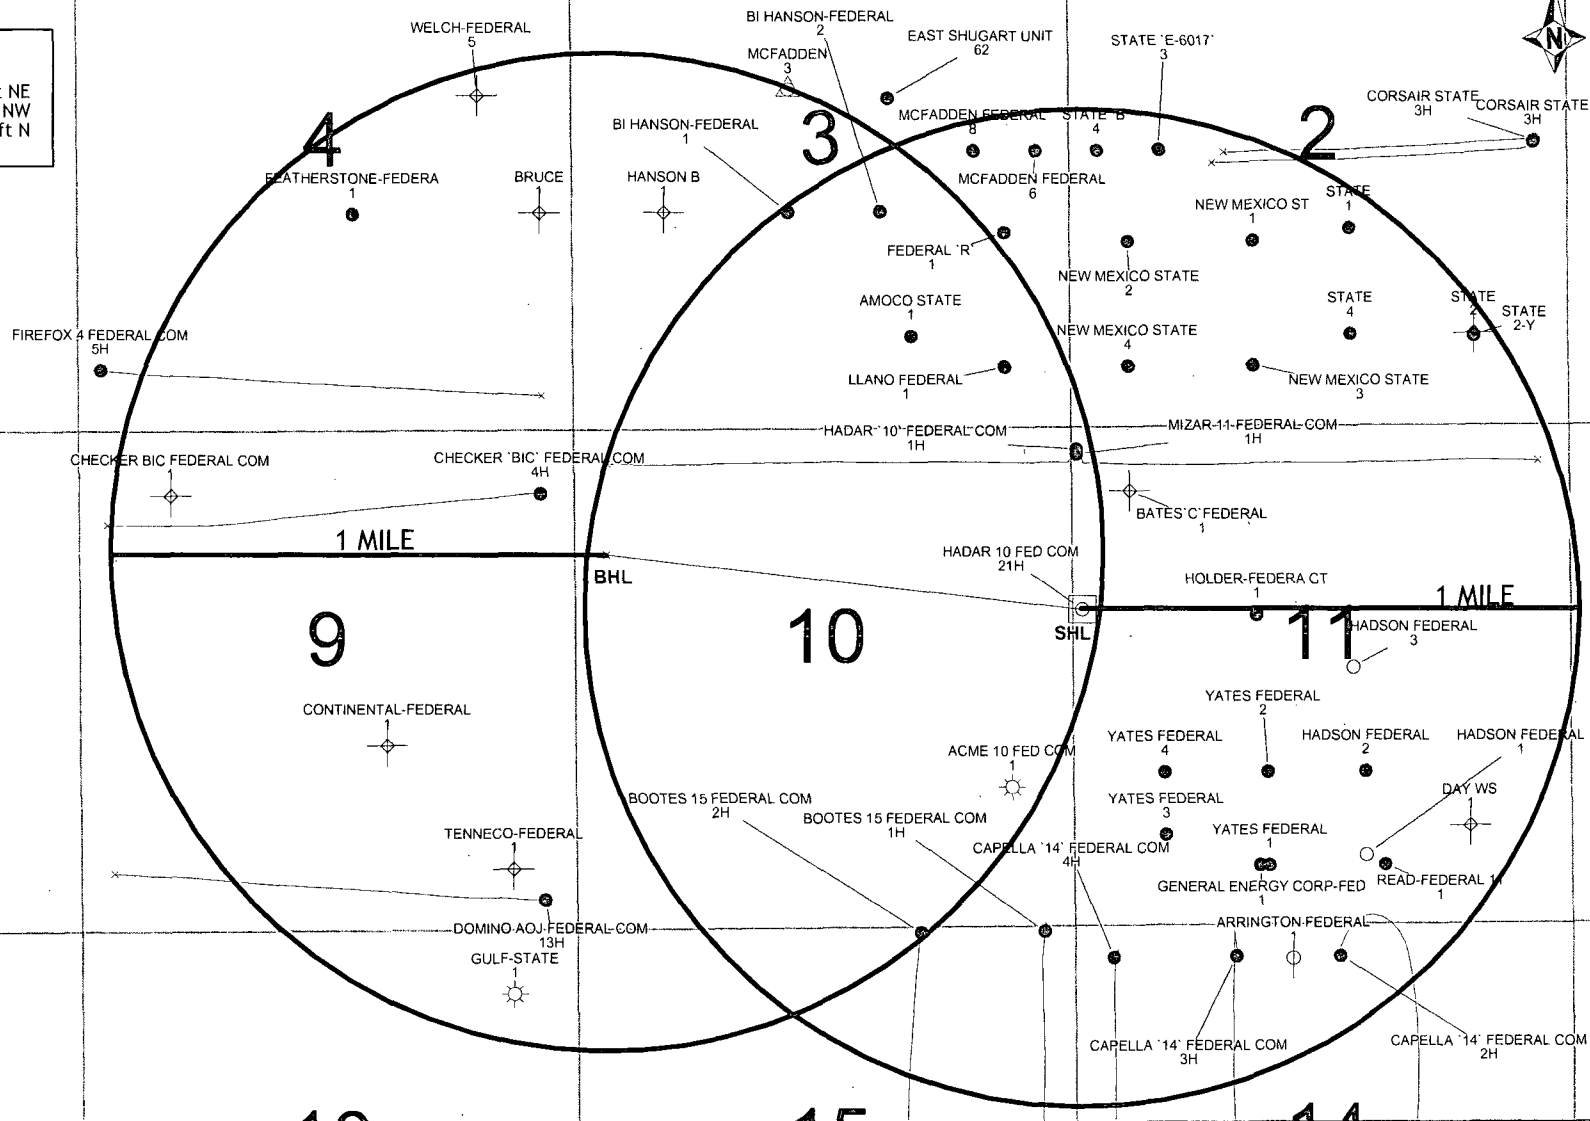 WELCH-FEDERAL
5
BI HANSON-FEDERAL
2
MCFADDEN
3
EAST SHUGART UNIT
62
STATE 'E-6017'
3
N
NE
NW
ft N
CORSAIR STATE
3H
CORSAIR STATE
3H
4
3
2
BI HANSON-FEDERAL
1
MCFADDEN FEDERAL
8
STATE 'B'
4
MCFADDEN FEDERAL
6
FEATHERSTONE-FEDERA
1
BRUCE
1
HANSON B
1
NEW MEXICO ST
1
STATE
1
FEDERAL 'R'
1
NEW MEXICO STATE
2
AMOCO STATE
1
STATE
4
STATE
2
STATE
2-Y
FIREFOX 4 FEDERAL COM
5H
NEW MEXICO STATE
4
LLANO FEDERAL
1
NEW MEXICO STATE
3
HADAR '10' FEDERAL COM
1H
MIZAR 11 FEDERAL COM
1H
CHECKER BIC FEDERAL COM
1
CHECKER 'BIC' FEDERAL COM
4H
BATES 'C' FEDERAL
1
1 MILE
BHL
HADAR 10 FED COM
21H
SHL
HOLDER-FEDERA CT
1
1 MILE
9
10
11
HADSON FEDERAL
3
CONTINENTAL-FEDERAL
1
YATES FEDERAL
2
YATES FEDERAL
4
HADSON FEDERAL
2
HADSON FEDERAL
1
ACME 10 FED COM
1
DAY WS
1
BOOTES 15 FEDERAL COM
2H
BOOTES 15 FEDERAL COM
1H
YATES FEDERAL
3
YATES FEDERAL
1
TENNECO-FEDERAL
1
CAPELLA '14' FEDERAL COM
4H
GENERAL ENERGY CORP-FED
1
READ-FEDERAL 11
1
DOMINO AOJ FEDERAL COM
13H
GULF-STATE
1
ARRINGTON-FEDERAL
1
CAPELLA '14' FEDERAL COM
3H
CAPELLA '14' FEDERAL COM
2H
15
14